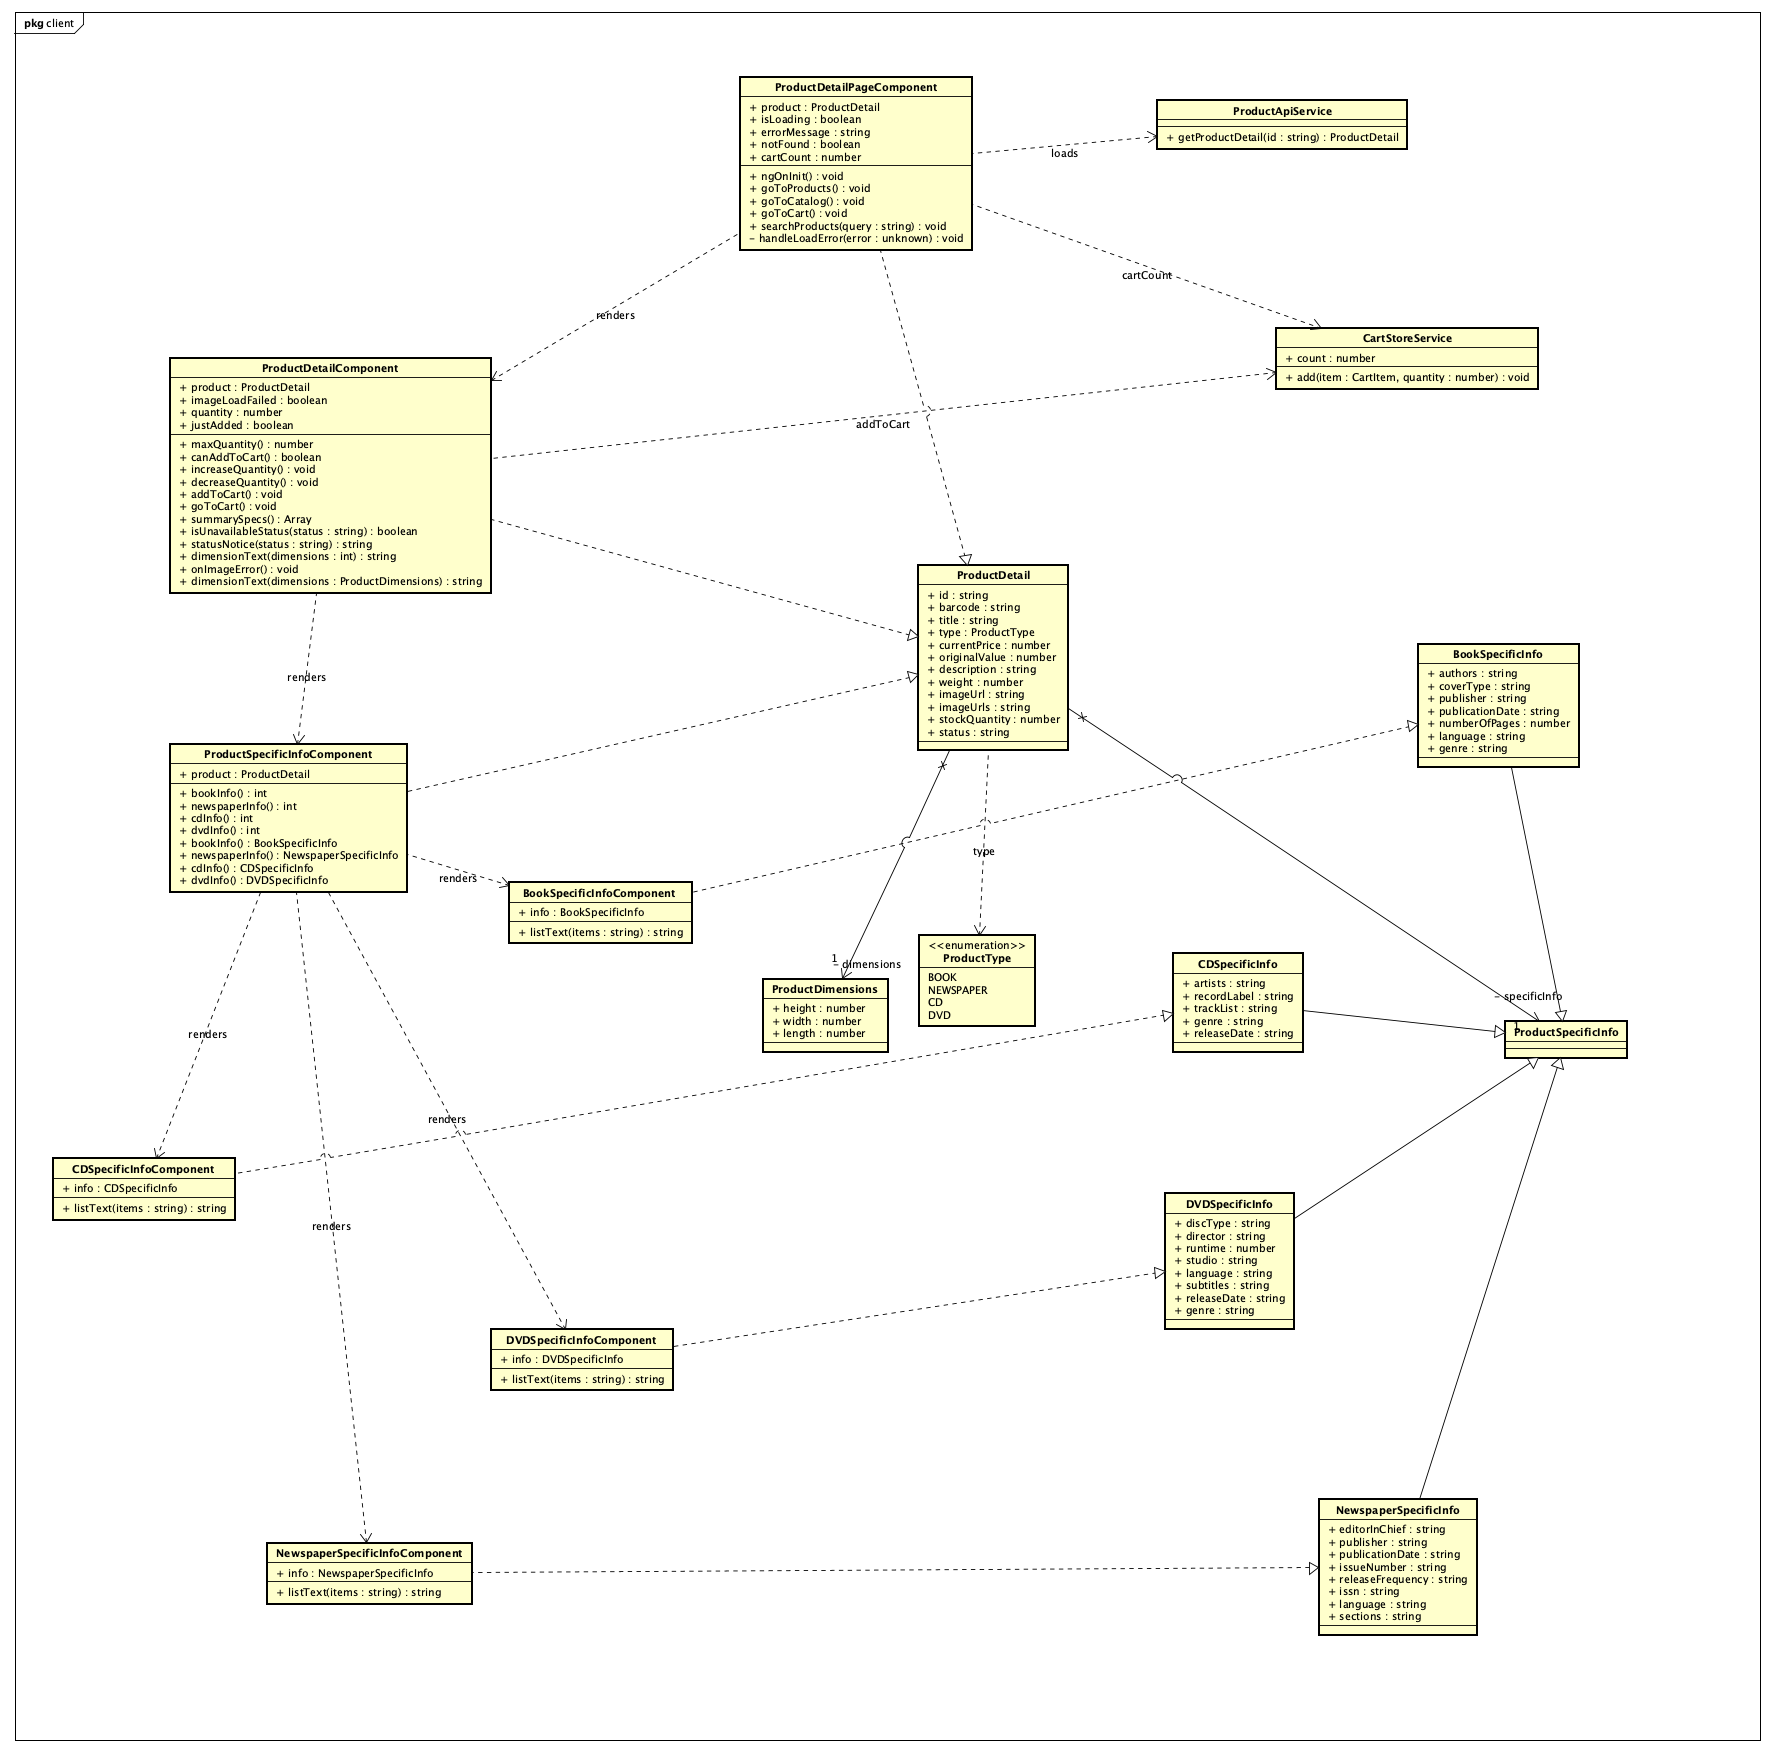 pkg client
ProductDetailPageComponent
+ product : ProductDetail
+ isLoading : boolean
+ errorMessage : string
+ notFound : boolean
+ cartCount : number
+ ngOnInit() : void
+ goToProducts() : void
+ goToCatalog() : void
+ goToCart() : void
+ searchProducts(query : string) : void
– handleLoadError(error : unknown) : void
loads
ProductApiService
+ getProductDetail(id : string) : ProductDetail
cartCount
renders
CartStoreService
+ count : number
+ add(item : CartItem, quantity : number) : void
ProductDetailComponent
+ product : ProductDetail
+ imageLoadFailed : boolean
+ quantity : number
+ justAdded : boolean
+ maxQuantity() : number
+ canAddToCart() : boolean
+ increaseQuantity() : void
+ decreaseQuantity() : void
+ addToCart() : void
+ goToCart() : void
+ summarySpecs() : Array
+ isUnavailableStatus(status : string) : boolean
+ statusNotice(status : string) : string
+ dimensionText(dimensions : int) : string
+ onImageError() : void
+ dimensionText(dimensions : ProductDimensions) : string
addToCart
ProductDetail
+ id : string
+ barcode : string
+ title : string
+ type : ProductType
+ currentPrice : number
+ originalValue : number
+ description : string
+ weight : number
+ imageUrl : string
+ imageUrls : string
+ stockQuantity : number
+ status : string
renders
BookSpecificInfo
+ authors : string
+ coverType : string
+ publisher : string
+ publicationDate : string
+ numberOfPages : number
+ language : string
+ genre : string
ProductSpecificInfoComponent
+ product : ProductDetail
+ bookInfo() : int
+ newspaperInfo() : int
+ cdInfo() : int
+ dvdInfo() : int
+ bookInfo() : BookSpecificInfo
+ newspaperInfo() : NewspaperSpecificInfo
+ cdInfo() : CDSpecificInfo
+ dvdInfo() : DVDSpecificInfo
renders
BookSpecificInfoComponent
+ info : BookSpecificInfo
+ listText(items : string) : string
type
1
– dimensions
ProductDimensions
+ height : number
+ width : number
+ length : number
<<enumeration>>
ProductType
BOOK
NEWSPAPER
CD
DVD
CDSpecificInfo
+ artists : string
+ recordLabel : string
+ trackList : string
+ genre : string
+ releaseDate : string
– specificInfo
1
ProductSpecificInfo
renders
renders
renders
CDSpecificInfoComponent
+ info : CDSpecificInfo
+ listText(items : string) : string
DVDSpecificInfo
+ discType : string
+ director : string
+ runtime : number
+ studio : string
+ language : string
+ subtitles : string
+ releaseDate : string
+ genre : string
DVDSpecificInfoComponent
+ info : DVDSpecificInfo
+ listText(items : string) : string
NewspaperSpecificInfoComponent
+ info : NewspaperSpecificInfo
+ listText(items : string) : string
NewspaperSpecificInfo
+ editorInChief : string
+ publisher : string
+ publicationDate : string
+ issueNumber : string
+ releaseFrequency : string
+ issn : string
+ language : string
+ sections : string